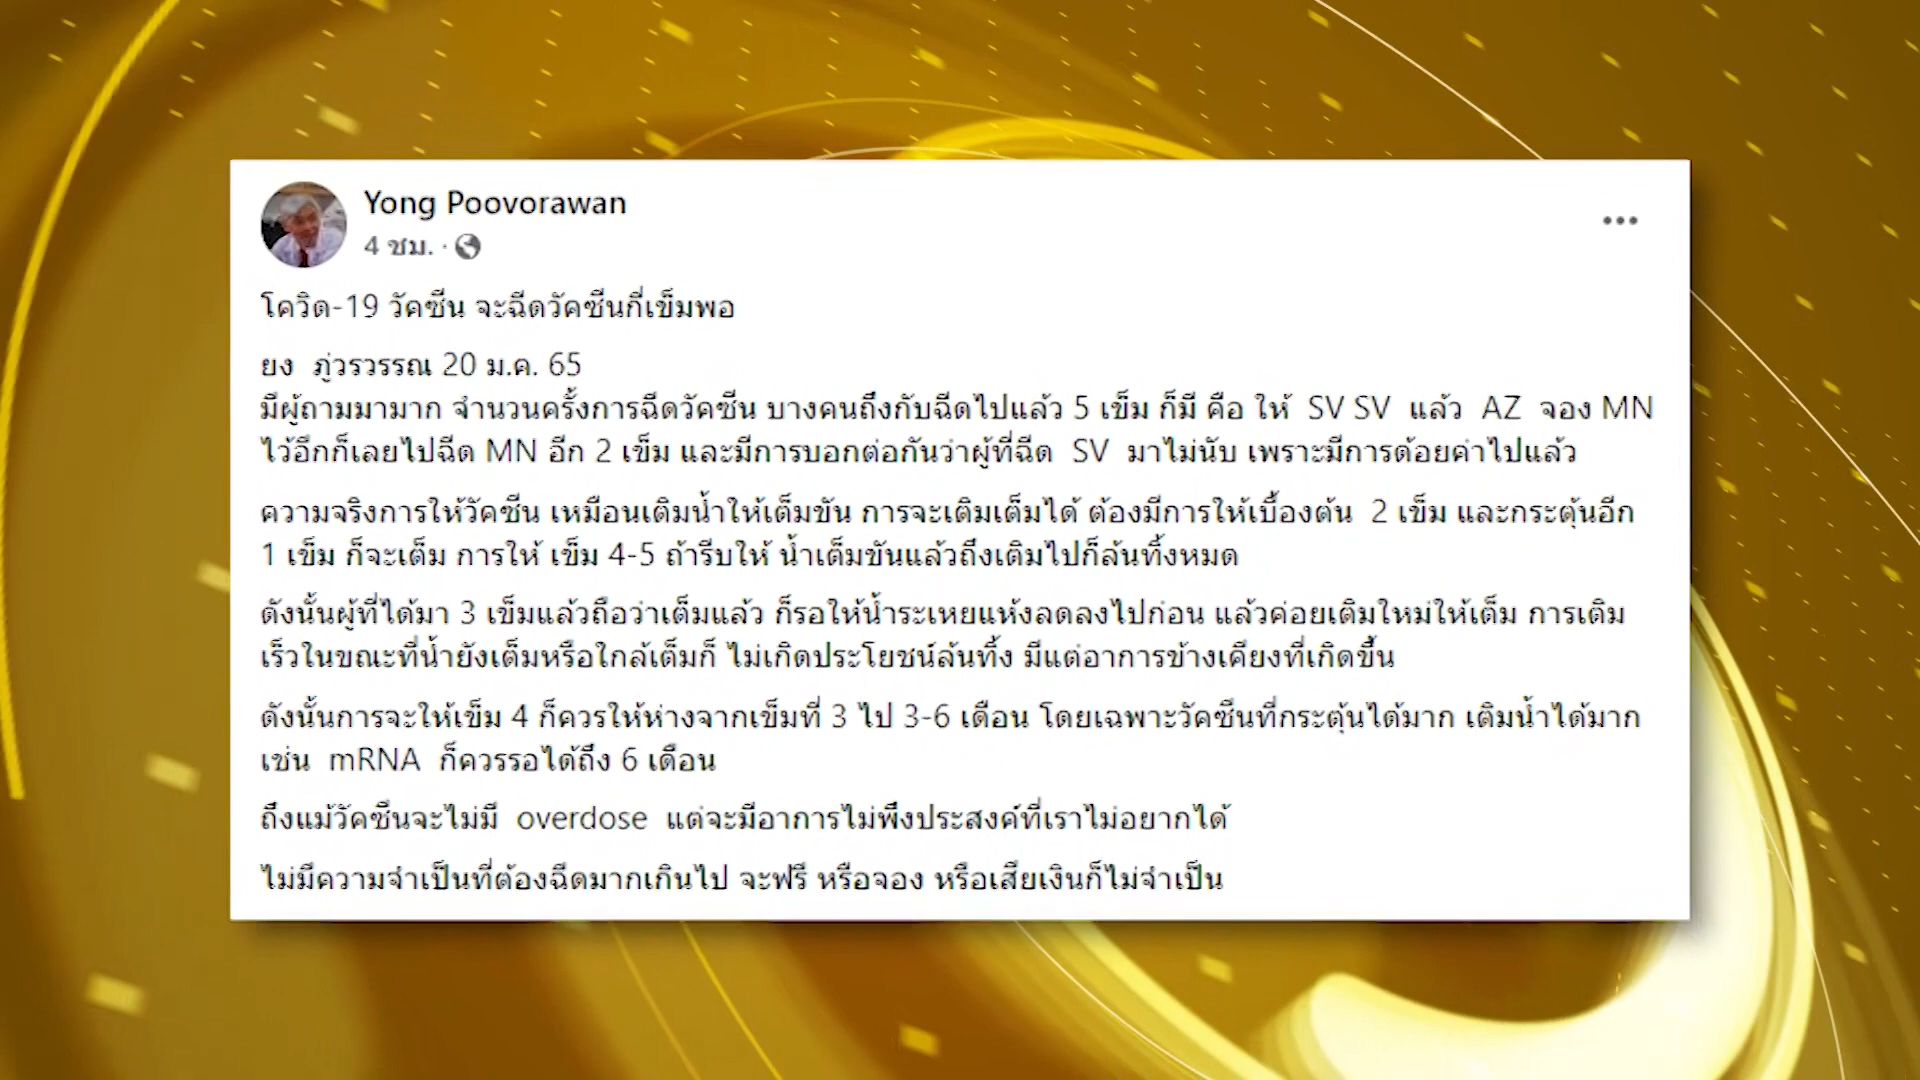 Yong Poovorawan
4 ชม. ·
โควิด-19 วัคซีน จะฉีดวัคซีนกี่เข็มพอ
ยง  ภู่วรวรรณ 20 ม.ค. 65
มีผู้ถามมามาก จำนวนครั้งการฉีดวัคซีน บางคนถึงกับฉีดไปแล้ว 5 เข็ม ก็มี คือ ให้  SV SV  แล้ว  AZ  จอง MN
ไว้อีกก็เลยไปฉีด MN อีก 2 เข็ม และมีการบอกต่อกันว่าผู้ที่ฉีด  SV  มาไม่นับ เพราะมีการด้อยค่าไปแล้ว
ความจริงการให้วัคซีน เหมือนเติมน้ำให้เต็มขัน การจะเติมเต็มได้ ต้องมีการให้เบื้องต้น  2 เข็ม และกระตุ้นอีก
1 เข็ม ก็จะเต็ม การให้ เข็ม 4-5 ถ้ารีบให้ น้ำเต็มขันแล้วถึงเติมไปก็ล้นทิ้งหมด
ดังนั้นผู้ที่ได้มา 3 เข็มแล้วถือว่าเต็มแล้ว ก็รอให้น้ำระเหยแห้งลดลงไปก่อน แล้วค่อยเติมใหม่ให้เต็ม การเติม
เร็วในขณะที่น้ำยังเต็มหรือใกล้เต็มก็ ไม่เกิดประโยชน์ล้นทิ้ง มีแต่อาการข้างเคียงที่เกิดขึ้น
ดังนั้นการจะให้เข็ม 4 ก็ควรให้ห่างจากเข็มที่ 3 ไป 3-6 เดือน โดยเฉพาะวัคซีนที่กระตุ้นได้มาก เติมน้ำได้มาก
เช่น  mRNA  ก็ควรรอได้ถึง 6 เดือน
ถึงแม้วัคซีนจะไม่มี  overdose  แต่จะมีอาการไม่พึงประสงค์ที่เราไม่อยากได้
ไม่มีความจำเป็นที่ต้องฉีดมากเกินไป จะฟรี หรือจอง หรือเสียเงินก็ไม่จำเป็น